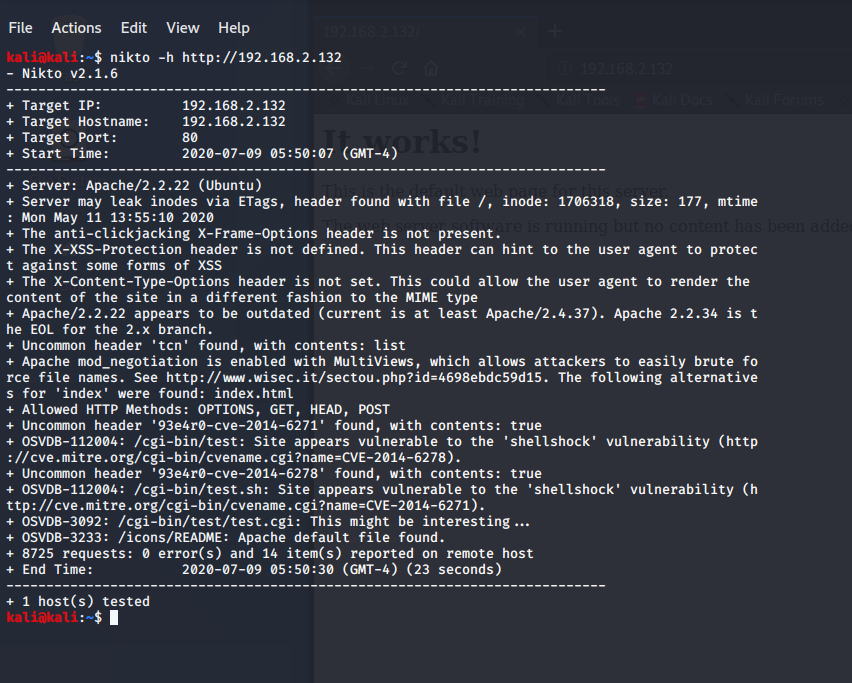 File Actions Edit View Help
192.168.2.132/
192.168.2.132
Kali Linux Kali Training Kali Tools Kali Docs Kali Forums
It works!
This is the default web page for this server.
The web server software is running but no content has been added
kali@kali:~$ nikto -h http://192.168.2.132
- Nikto v2.1.6
---------------------------------------------------------------------------
+ Target IP: 192.168.2.132
+ Target Hostname: 192.168.2.132
+ Target Port: 80
+ Start Time: 2020-07-09 05:50:07 (GMT-4)
---------------------------------------------------------------------------
+ Server: Apache/2.2.22 (Ubuntu)
+ Server may leak inodes via ETags, header found with file /, inode: 1706318, size: 177, mtime
: Mon May 11 13:55:10 2020
+ The anti-clickjacking X-Frame-Options header is not present.
+ The X-XSS-Protection header is not defined. This header can hint to the user agent to protec
t against some forms of XSS
+ The X-Content-Type-Options header is not set. This could allow the user agent to render the
content of the site in a different fashion to the MIME type
+ Apache/2.2.22 appears to be outdated (current is at least Apache/2.4.37). Apache 2.2.34 is t
he EOL for the 2.x branch.
+ Uncommon header 'tcn' found, with contents: list
+ Apache mod_negotiation is enabled with MultiViews, which allows attackers to easily brute fo
rce file names. See http://www.wisec.it/sectou.php?id=4698ebdc59d15. The following alternative
s for 'index' were found: index.html
+ Allowed HTTP Methods: OPTIONS, GET, HEAD, POST
+ Uncommon header '93e4r0-cve-2014-6271' found, with contents: true
+ OSVDB-112004: /cgi-bin/test: Site appears vulnerable to the 'shellshock' vulnerability (http
://cve.mitre.org/cgi-bin/cvename.cgi?name=CVE-2014-6278).
+ Uncommon header '93e4r0-cve-2014-6278' found, with contents: true
+ OSVDB-112004: /cgi-bin/test.sh: Site appears vulnerable to the 'shellshock' vulnerability (h
ttp://cve.mitre.org/cgi-bin/cvename.cgi?name=CVE-2014-6271).
+ OSVDB-3092: /cgi-bin/test/test.cgi: This might be interesting...
+ OSVDB-3233: /icons/README: Apache default file found.
+ 8725 requests: 0 error(s) and 14 item(s) reported on remote host
+ End Time: 2020-07-09 05:50:30 (GMT-4) (23 seconds)
---------------------------------------------------------------------------
+ 1 host(s) tested
kali@kali:~$